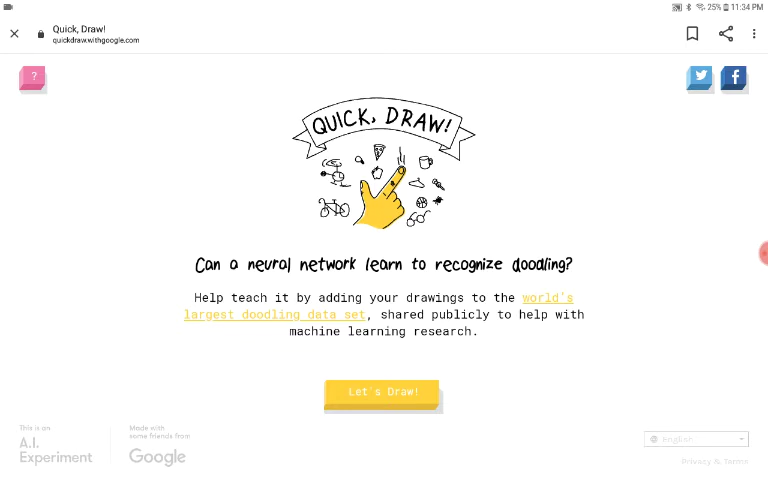 25% 11:34 PM
Quick, Draw!
quickdraw.withgoogle.com
?
f
QUICK, DRAW!
Can a neural network learn to recognize doodling?
Help teach it by adding your drawings to the world's
largest doodling data set, shared publicly to help with
machine learning research.
Let's Draw!
This is an
A.I.
Experiment
Made with
some friends from
Google
English
Privacy & Terms